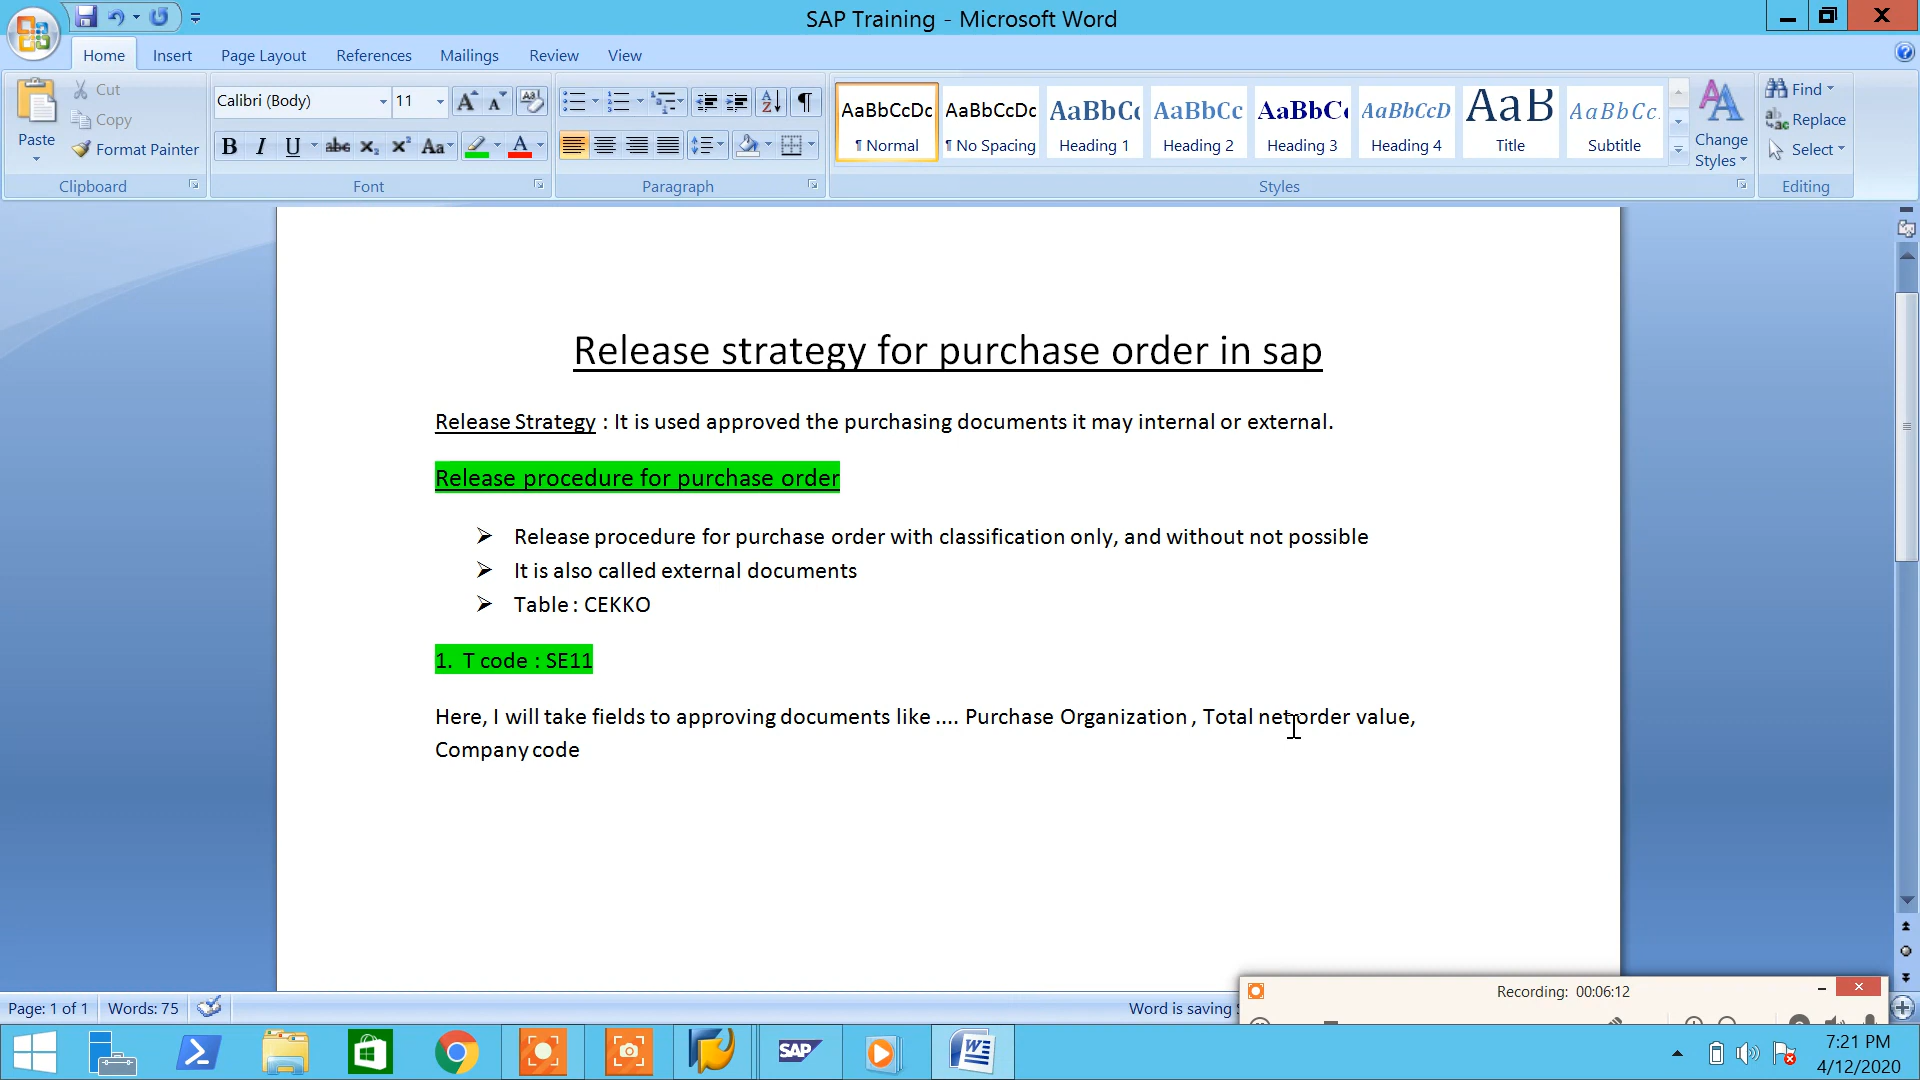 SAP Training - Microsoft Word
Home Insert Page Layout References Mailings Review View
Paste
Cut
Copy
Format Painter
Clipboard
Calibri (Body) 11
B I U abc X₂ X² Aa A
Font
Paragraph
AaBbCcDc AaBbCcDc AaBbCc AaBbCc AaBbCc AaBbCcD AaB AaBbCc.
¶ Normal ¶ No Spacing Heading 1 Heading 2 Heading 3 Heading 4 Title Subtitle
Change Styles
Styles
Find
Replace
Select
Editing
Release strategy for purchase order in sap
Release Strategy : It is used approved the purchasing documents it may internal or external.
Release procedure for purchase order
➢ Release procedure for purchase order with classification only, and without not possible
➢ It is also called external documents
➢ Table : CEKKO
1. T code : SE11
Here, I will take fields to approving documents like .... Purchase Organization , Total net order value,
Company code
Page: 1 of 1 Words: 75 Word is saving
Recording: 00:06:12
SAP
7:21 PM
4/12/2020